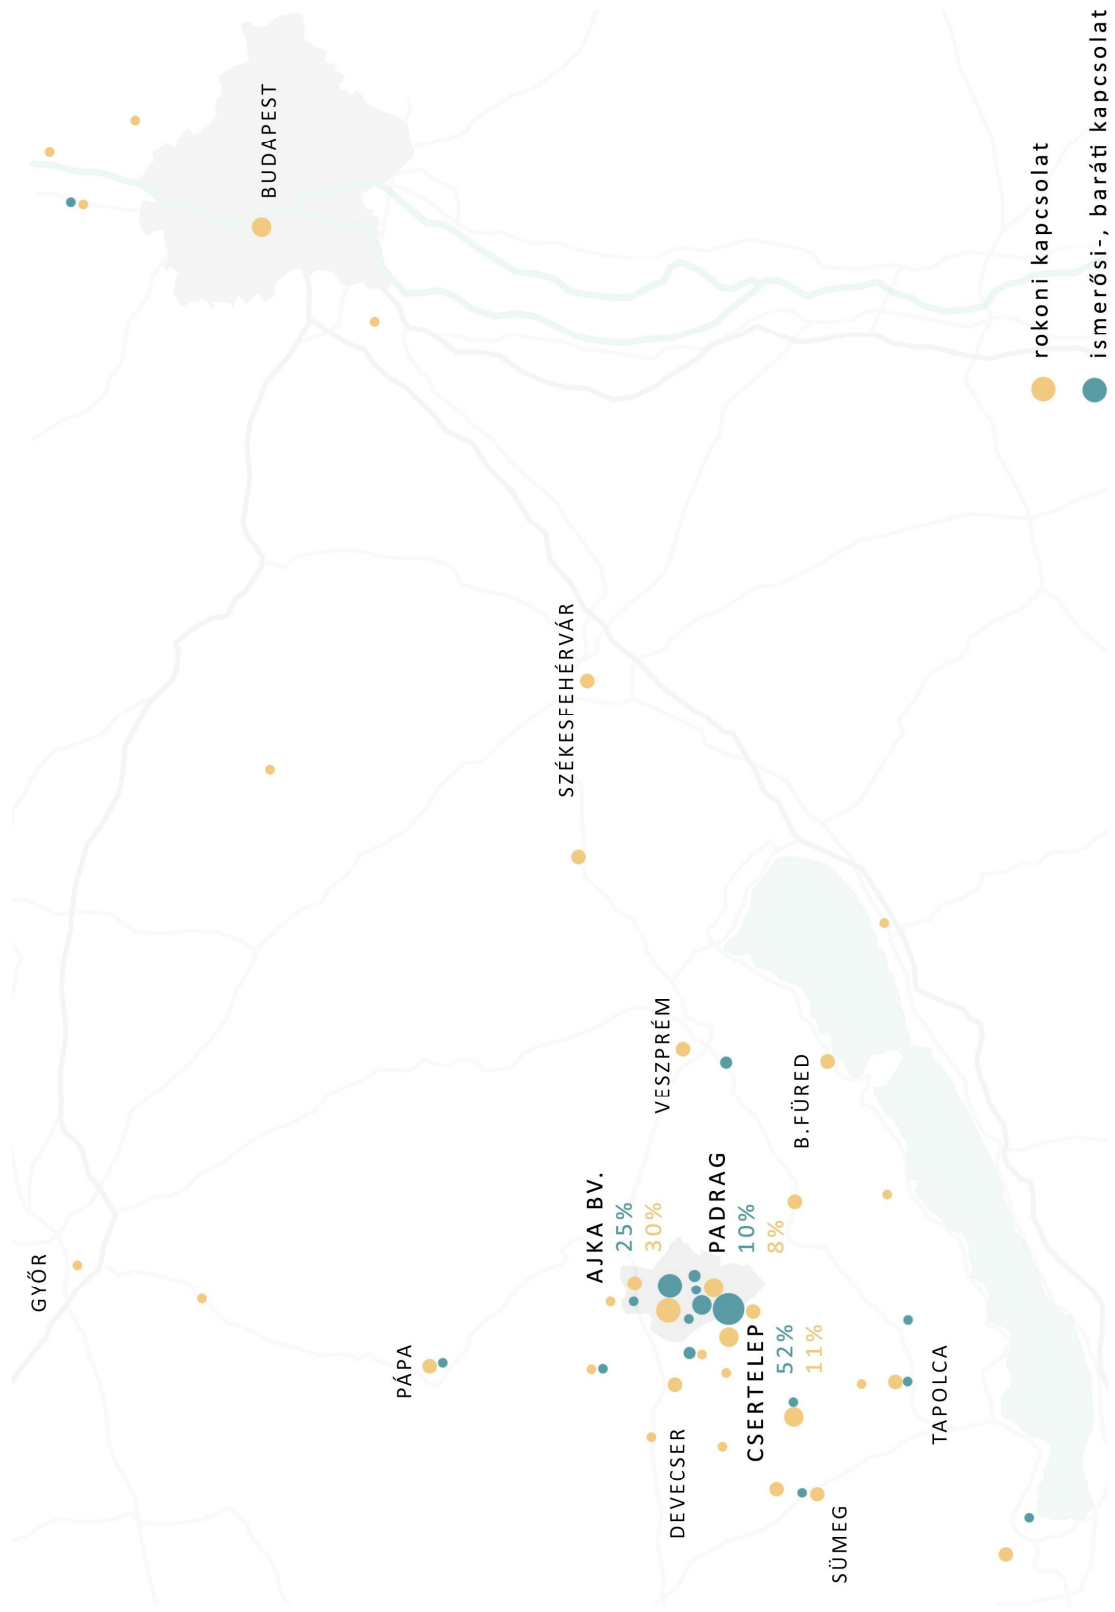 GYŐR
BUDAPEST
PÁPA
SZÉKESFEHÉRVÁR
AJKA BV.
25%
30%
VESZPRÉM
DEVECSER
PADRAG
10%
8%
CSERTELEP
52%
11%
B.FÜRED
SÜMEG
TAPOLCA
rokoni kapcsolat
ismerősi-, baráti kapcsolat